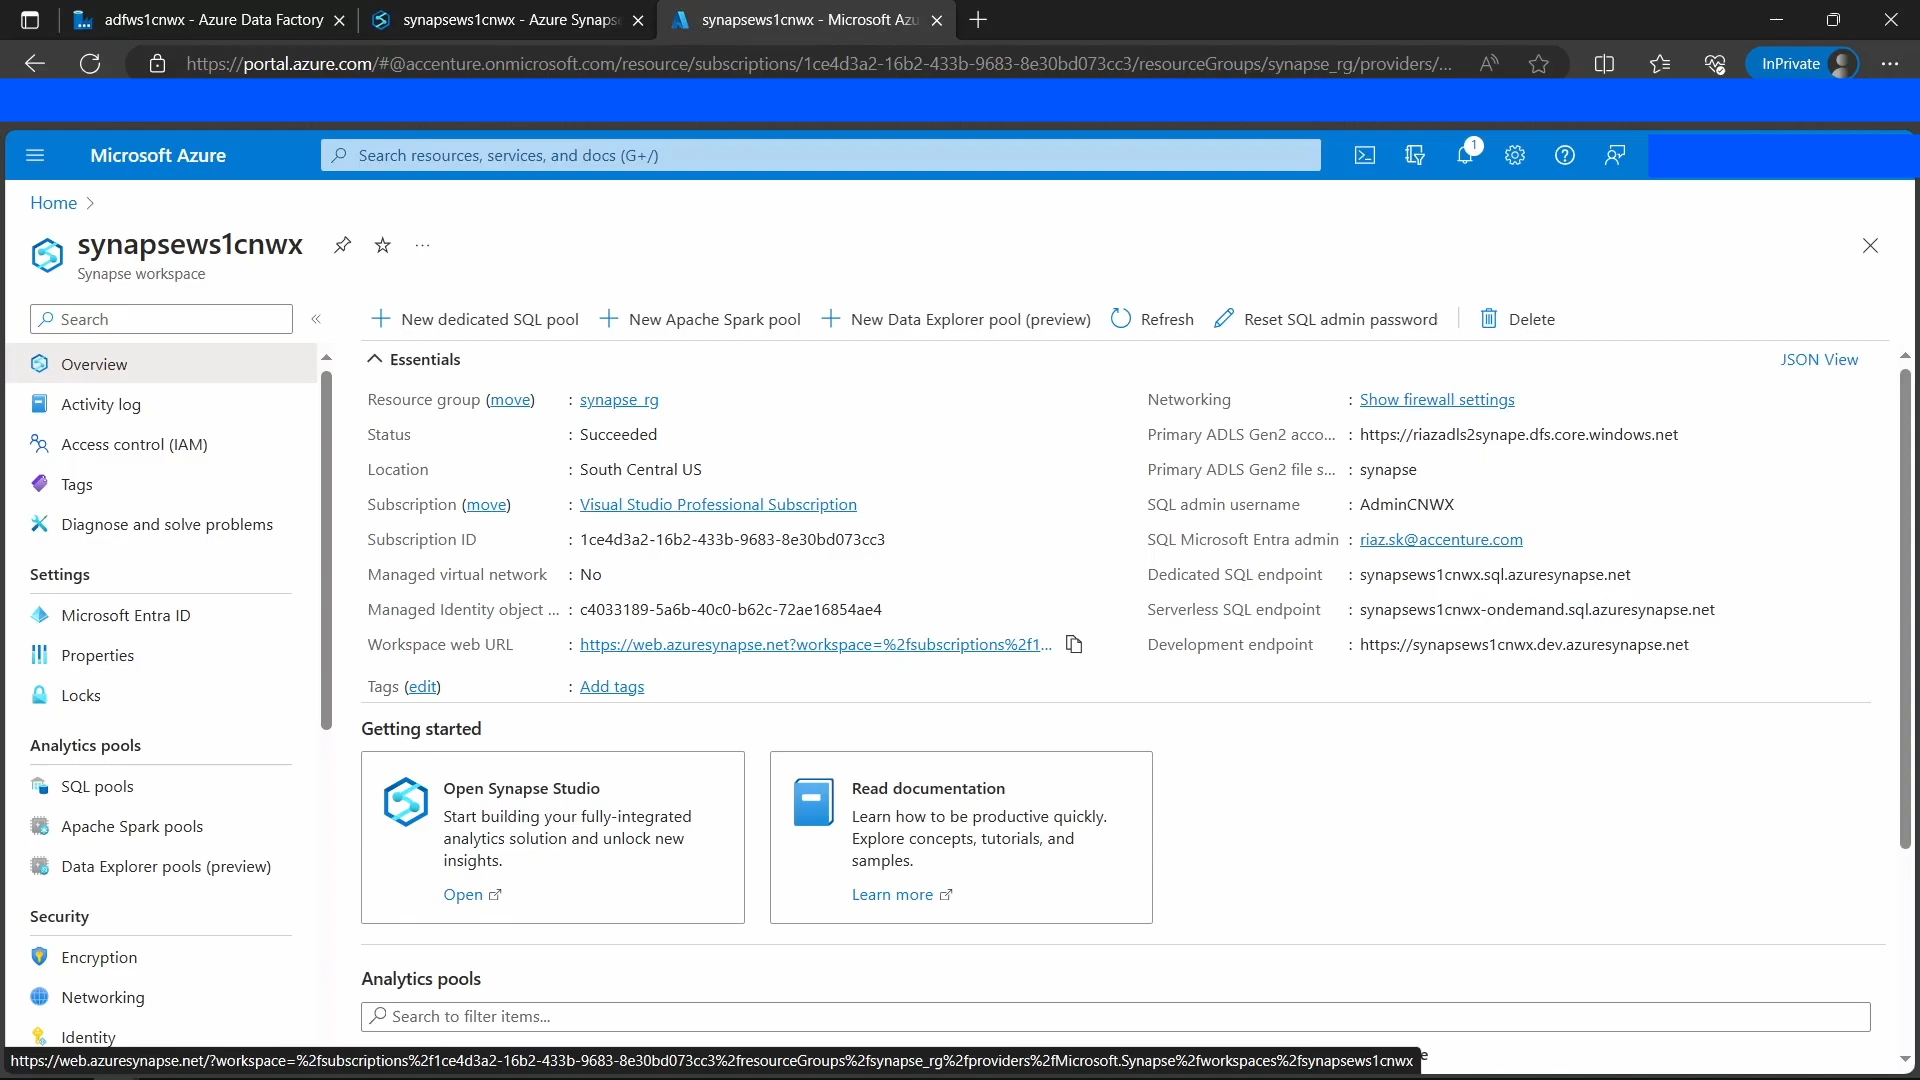 adfws1cnwx - Azure Data Factory
synapsews1cnwx - Azure Synaps
synapsews1cnwx - Microsoft Azu
https://portal.azure.com/#@accenture.onmicrosoft.com/resource/subscriptions/1ce4d3a2-16b2-433b-9683-8e30bd073cc3/resourceGroups/synapse_rg/providers/...
InPrivate
Microsoft Azure
Search resources, services, and docs (G+/)
1
Home
synapsews1cnwx
Synapse workspace
Search
New dedicated SQL pool
New Apache Spark pool
New Data Explorer pool (preview)
Refresh
Reset SQL admin password
Delete
Overview
Activity log
Access control (IAM)
Tags
Diagnose and solve problems
Settings
Microsoft Entra ID
Properties
Locks
Analytics pools
SQL pools
Apache Spark pools
Data Explorer pools (preview)
Security
Encryption
Networking
Identity
Essentials
JSON View
Resource group (move) : synapse_rg
Status : Succeeded
Location : South Central US
Subscription (move) : Visual Studio Professional Subscription
Subscription ID : 1ce4d3a2-16b2-433b-9683-8e30bd073cc3
Managed virtual network : No
Managed Identity object ... : c4033189-5a6b-40c0-b62c-72ae16854ae4
Workspace web URL : https://web.azuresynapse.net?workspace=%2fsubscriptions%2f1...
Tags (edit) : Add tags
Networking : Show firewall settings
Primary ADLS Gen2 acco... : https://riazadls2synape.dfs.core.windows.net
Primary ADLS Gen2 file s... : synapse
SQL admin username : AdminCNWX
SQL Microsoft Entra admin : riaz.sk@accenture.com
Dedicated SQL endpoint : synapsews1cnwx.sql.azuresynapse.net
Serverless SQL endpoint : synapsews1cnwx-ondemand.sql.azuresynapse.net
Development endpoint : https://synapsews1cnwx.dev.azuresynapse.net
Getting started
Open Synapse Studio
Start building your fully-integrated
analytics solution and unlock new
insights.
Open
Read documentation
Learn how to be productive quickly.
Explore concepts, tutorials, and
samples.
Learn more
Analytics pools
Search to filter items...
https://web.azuresynapse.net/?workspace=%2fsubscriptions%2f1ce4d3a2-16b2-433b-9683-8e30bd073cc3%2fresourceGroups%2fsynapse_rg%2fproviders%2fMicrosoft.Synapse%2fworkspaces%2fsynapsews1cnwx